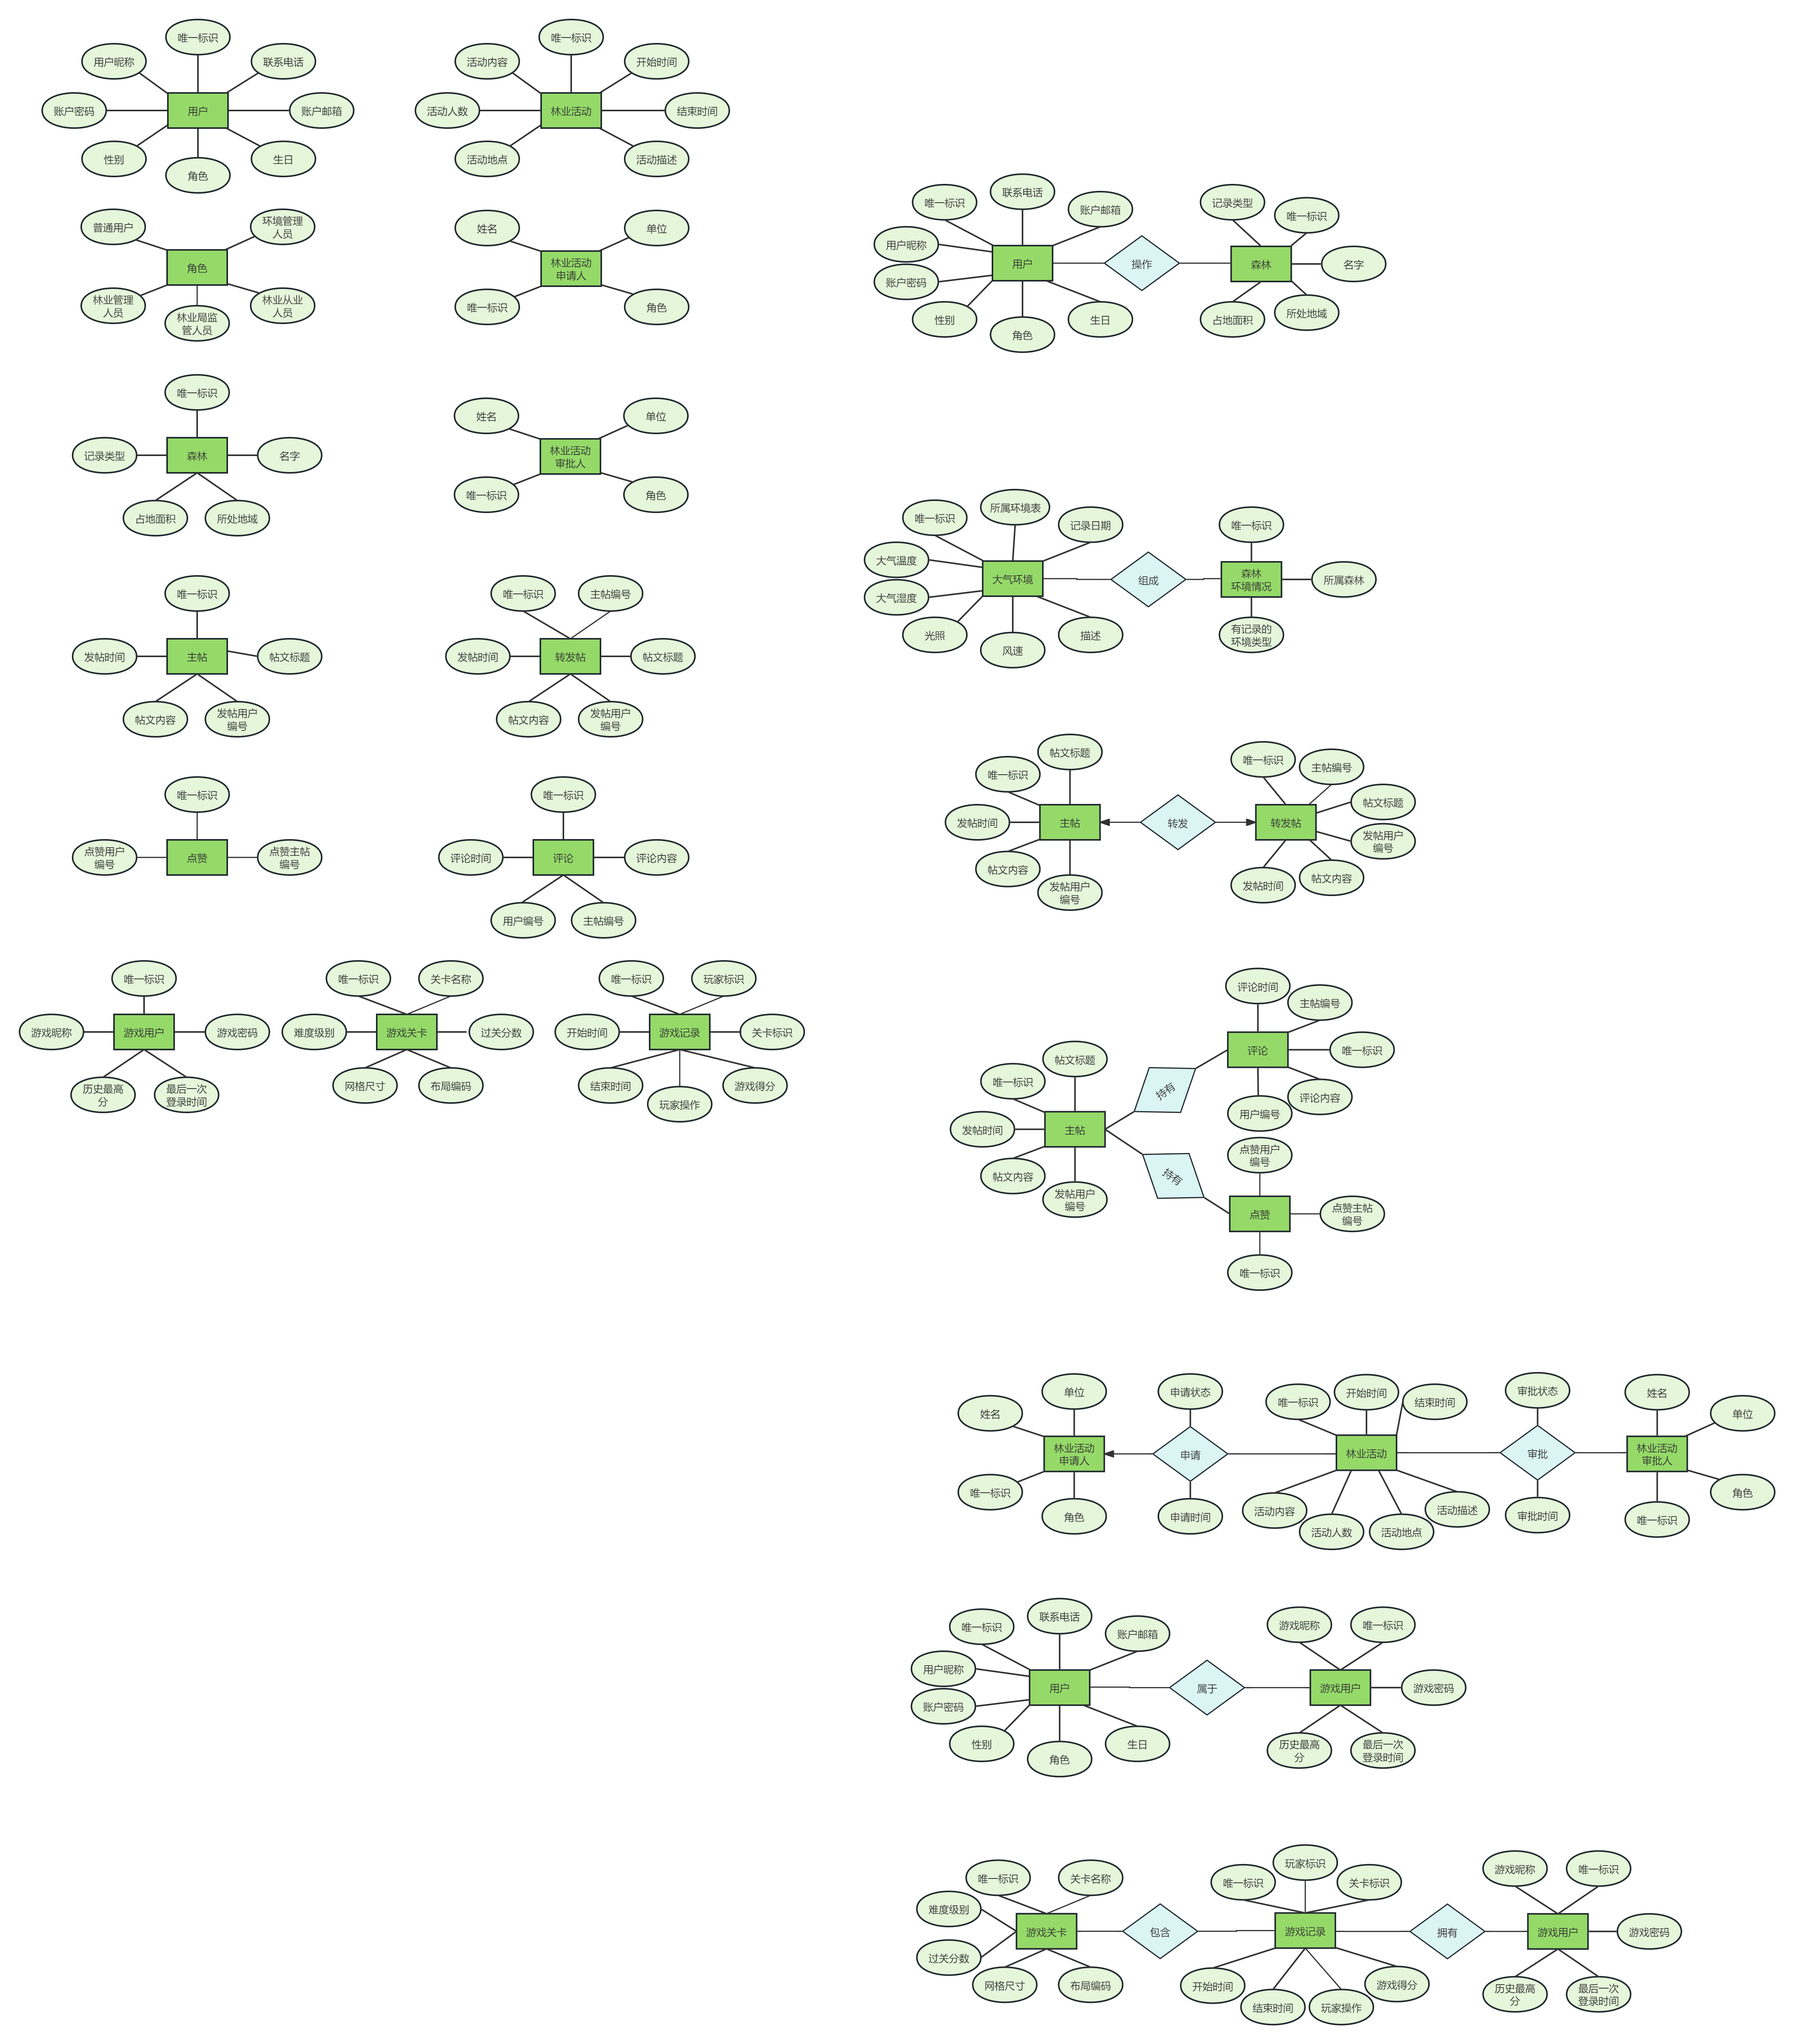 唯一标识
用户昵称
联系电话
账户密码
用户
账户邮箱
性别
角色
生日
唯一标识
活动内容
开始时间
活动人数
林业活动
结束时间
活动地点
活动描述
普通用户
环境管理
人员
角色
林业管理
人员
林业局监
管人员
林业从业
人员
姓名
单位
林业活动
申请人
唯一标识
角色
唯一标识
记录类型
森林
名字
占地面积
所处地域
姓名
单位
林业活动
审批人
唯一标识
角色
唯一标识
发帖时间
主帖
帖文标题
帖文内容
发帖用户
编号
唯一标识
主帖编号
发帖时间
转发帖
帖文标题
帖文内容
发帖用户
编号
唯一标识
点赞用户
编号
点赞
点赞主帖
编号
唯一标识
评论时间
评论
评论内容
用户编号
主帖编号
唯一标识
游戏昵称
游戏用户
游戏密码
历史最高
分
最后一次
登录时间
唯一标识
关卡名称
难度级别
游戏关卡
过关分数
网格尺寸
布局编码
唯一标识
玩家标识
开始时间
游戏记录
关卡标识
结束时间
玩家操作
游戏得分
联系电话
唯一标识
账户邮箱
用户昵称
账户密码
用户
性别
角色
生日
操作
记录类型
唯一标识
森林
名字
占地面积
所处地域
所属环境表
唯一标识
记录日期
大气温度
大气湿度
大气环境
光照
风速
描述
组成
唯一标识
森林
环境情况
所属森林
有记录的
环境类型
帖文标题
唯一标识
发帖时间
主帖
帖文内容
发帖用户
编号
转发
唯一标识
主帖编号
帖文标题
转发帖
发帖用户
编号
发帖时间
帖文内容
帖文标题
唯一标识
发帖时间
主帖
帖文内容
发帖用户
编号
持有
持有
评论时间
主帖编号
评论
唯一标识
评论内容
用户编号
点赞用户
编号
点赞
点赞主帖
编号
唯一标识
单位
姓名
林业活动
申请人
唯一标识
角色
申请状态
申请
申请时间
唯一标识
开始时间
结束时间
林业活动
活动内容
活动人数
活动地点
活动描述
审批状态
审批
审批时间
姓名
单位
林业活动
审批人
角色
唯一标识
联系电话
唯一标识
账户邮箱
用户昵称
账户密码
用户
性别
角色
生日
属于
游戏昵称
唯一标识
游戏用户
游戏密码
历史最高
分
最后一次
登录时间
唯一标识
关卡名称
难度级别
游戏关卡
过关分数
网格尺寸
布局编码
包含
玩家标识
唯一标识
关卡标识
游戏记录
开始时间
结束时间
玩家操作
游戏得分
拥有
游戏昵称
唯一标识
游戏用户
游戏密码
历史最高
分
最后一次
登录时间